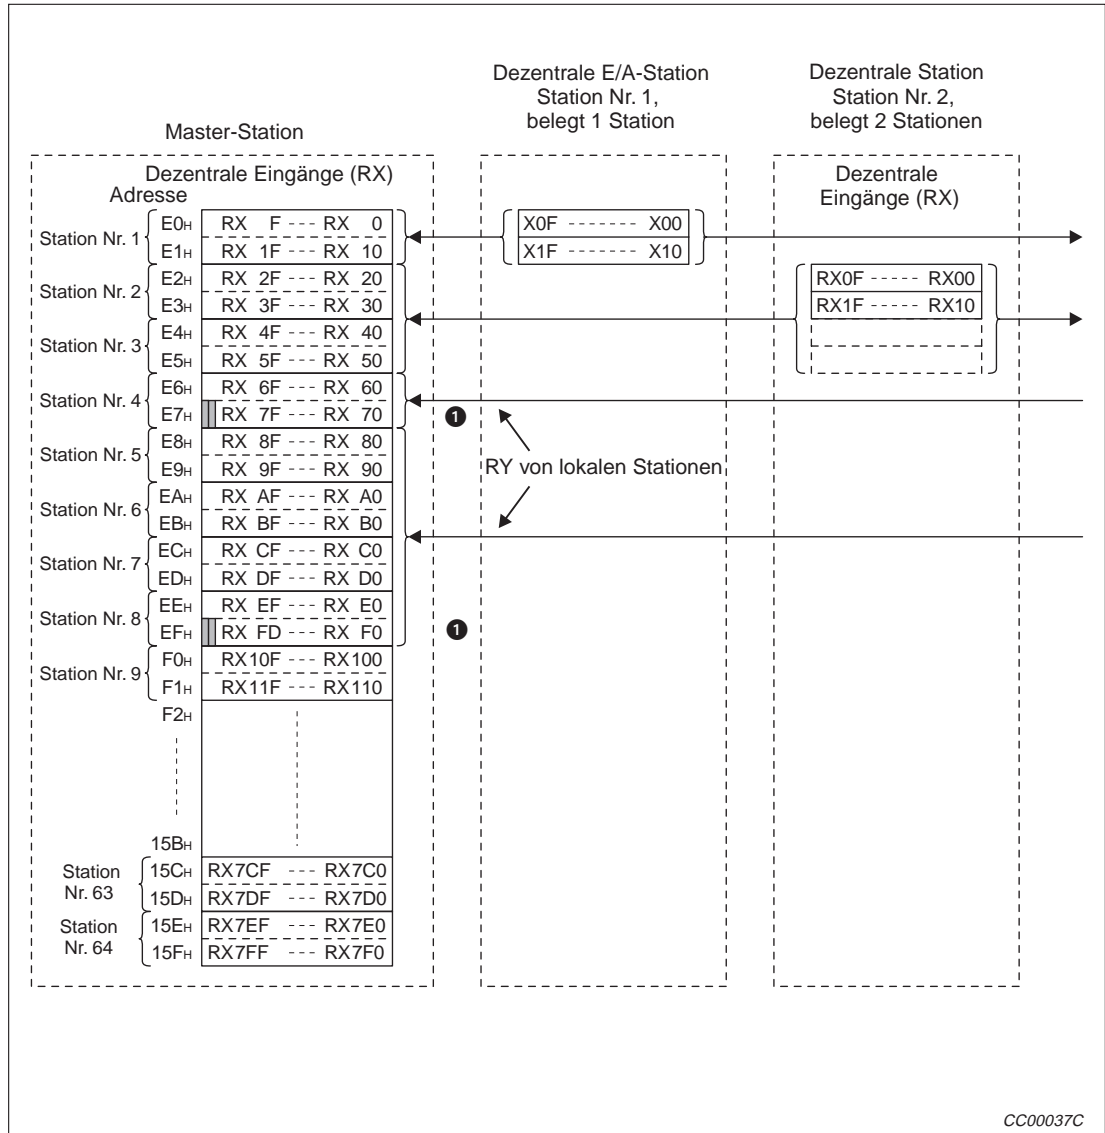 Dezentrale E/A-Station
Station Nr. 1,
belegt 1 Station
Dezentrale Station
Station Nr. 2,
belegt 2 Stationen
Master-Station
Dezentrale Eingänge (RX)
Adresse
Dezentrale
Eingänge (RX)
Station Nr. 1
E0H RX F --- RX 0
E1H RX 1F --- RX 10
X0F ------- X00
X1F ------- X10
Station Nr. 2
E2H RX 2F --- RX 20
E3H RX 3F --- RX 30
RX0F ----- RX00
RX1F ----- RX10
Station Nr. 3
E4H RX 4F --- RX 40
E5H RX 5F --- RX 50
Station Nr. 4
E6H RX 6F --- RX 60
E7H RX 7F --- RX 70
❶
Station Nr. 5
E8H RX 8F --- RX 80
E9H RX 9F --- RX 90
RY von lokalen Stationen
Station Nr. 6
EAH RX AF --- RX A0
EBH RX BF --- RX B0
Station Nr. 7
ECH RX CF --- RX C0
EDH RX DF --- RX D0
Station Nr. 8
EEH RX EF --- RX E0
EFH RX FD --- RX F0
❶
Station Nr. 9
F0H RX10F --- RX100
F1H RX11F --- RX110
F2H
15BH
Station
Nr. 63
15CH RX7CF --- RX7C0
15DH RX7DF --- RX7D0
Station
Nr. 64
15EH RX7EF --- RX7E0
15FH RX7FF --- RX7F0
CC00037C